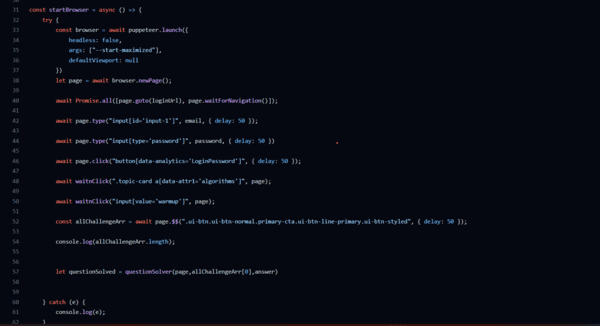 31 const startBrowser = async () => {
32 try {
33 const browser = await puppeteer.launch({
34 headless: false,
35 args: ["--start-maximized"],
36 defaultViewport: null
37 })
38 let page = await browser.newPage();
39
40 await Promise.all([page.goto(loginUrl), page.waitForNavigation()]);
41
42 await page.type("input[id='input-1']", email, { delay: 50 });
43
44 await page.type("input[type='password']", password, { delay: 50 })
45
46 await page.click("button[data-analytics='LoginPassword']", { delay: 50 });
47
48 await waitnClick(".topic-card a[data-attr1='algorithms']", page);
49
50 await waitnClick("input[value='warmup']", page);
51
52 const allChallengeArr = await page.$$(".ui-btn.ui-btn-normal.primary-cta.ui-btn-line-primary.ui-btn-styled", { delay: 50 });
53
54 console.log(allChallengeArr.length);
55
56
57 let questionSolved = questionSolver(page,allChallengeArr[0],answer)
58
59
60 } catch (e) {
61 console.log(e);
62 }